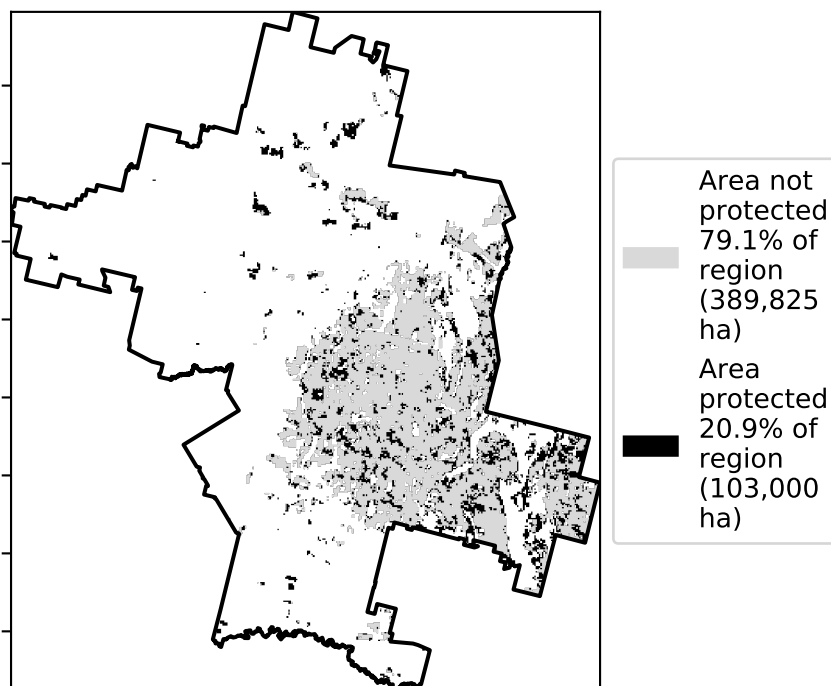 Area not
protected
79.1% of
region
(389,825
ha)
Area
protected
20.9% of
region
(103,000
ha)